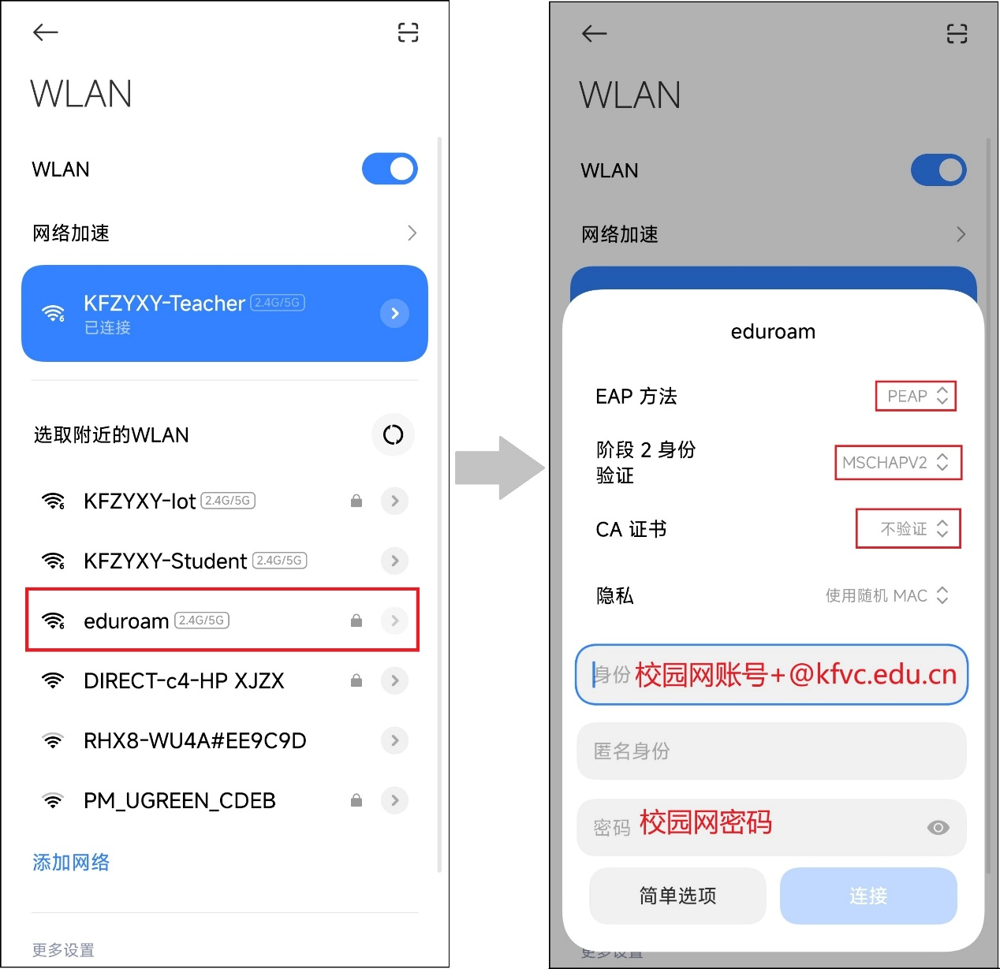 WLAN
WLAN
网络加速
KFZYXY-Teacher 2.4G/5G
已连接
选取附近的WLAN
KFZYXY-Iot 2.4G/5G
KFZYXY-Student 2.4G/5G
eduroam 2.4G/5G
DIRECT-c4-HP XJZX
RHX8-WU4A#EE9C9D
PM_UGREEN_CDEB
添加网络
更多设置
WLAN
WLAN
网络加速
eduroam
EAP 方法 PEAP
阶段 2 身份
验证 MSCHAPV2
CA 证书 不验证
隐私 使用随机 MAC
身份 校园网账号+@kfvc.edu.cn
匿名身份
密码 校园网密码
简单选项 连接
更多设置